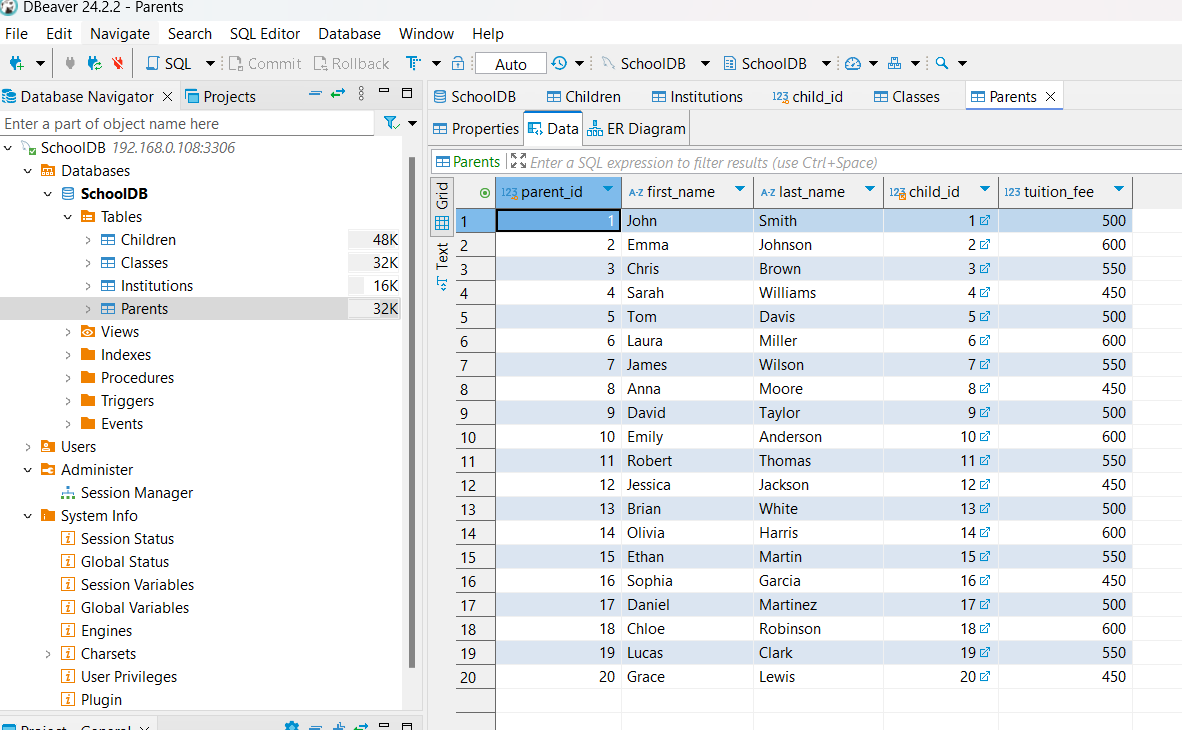 DBeaver 24.2.2 - Parents
File Edit Navigate Search SQL Editor Database Window Help
SQL Commit Rollback Auto SchoolDB SchoolDB
Database Navigator Projects
Enter a part of object name here
SchoolDB 192.168.0.108:3306
Databases
SchoolDB
Tables
Children 48K
Classes 32K
Institutions 16K
Parents 32K
Views
Indexes
Procedures
Triggers
Events
Users
Administer
Session Manager
System Info
Session Status
Global Status
Session Variables
Global Variables
Engines
Charsets
User Privileges
Plugin
SchoolDB Children Institutions 123 child_id Classes Parents
Properties Data ER Diagram
Parents Enter a SQL expression to filter results (use Ctrl+Space)
Grid
Text
123 parent_id A-Z first_name A-Z last_name 123 child_id 123 tuition_fee
1 1 John Smith 1 500
2 2 Emma Johnson 2 600
3 3 Chris Brown 3 550
4 4 Sarah Williams 4 450
5 5 Tom Davis 5 500
6 6 Laura Miller 6 600
7 7 James Wilson 7 550
8 8 Anna Moore 8 450
9 9 David Taylor 9 500
10 10 Emily Anderson 10 600
11 11 Robert Thomas 11 550
12 12 Jessica Jackson 12 450
13 13 Brian White 13 500
14 14 Olivia Harris 14 600
15 15 Ethan Martin 15 550
16 16 Sophia Garcia 16 450
17 17 Daniel Martinez 17 500
18 18 Chloe Robinson 18 600
19 19 Lucas Clark 19 550
20 20 Grace Lewis 20 450